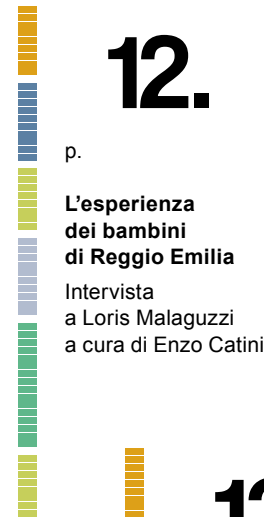 12.
p.
L'esperienza
dei bambini
di Reggio Emilia
Intervista
a Loris Malaguzzi
a cura di Enzo Catini